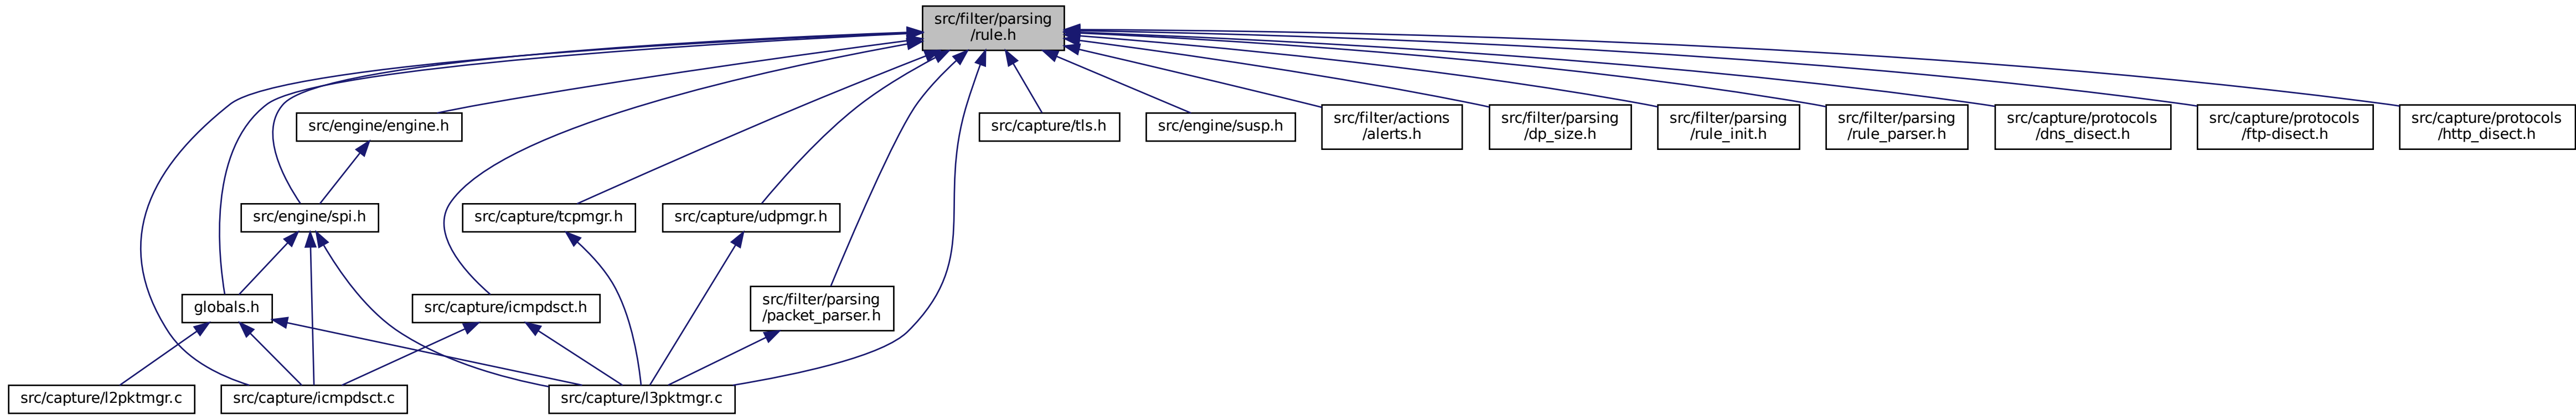 src/filter/parsing
/rule.h
src/engine/engine.h
src/capture/tls.h
src/engine/susp.h
src/filter/actions
/alerts.h
src/filter/parsing
/dp_size.h
src/filter/parsing
/rule_init.h
src/filter/parsing
/rule_parser.h
src/capture/protocols
/dns_disect.h
src/capture/protocols
/ftp-disect.h
src/capture/protocols
/http_disect.h
src/engine/spi.h
src/capture/tcpmgr.h
src/capture/udpmgr.h
globals.h
src/capture/icmpdsct.h
src/filter/parsing
/packet_parser.h
src/capture/l2pktmgr.c
src/capture/icmpdsct.c
src/capture/l3pktmgr.c